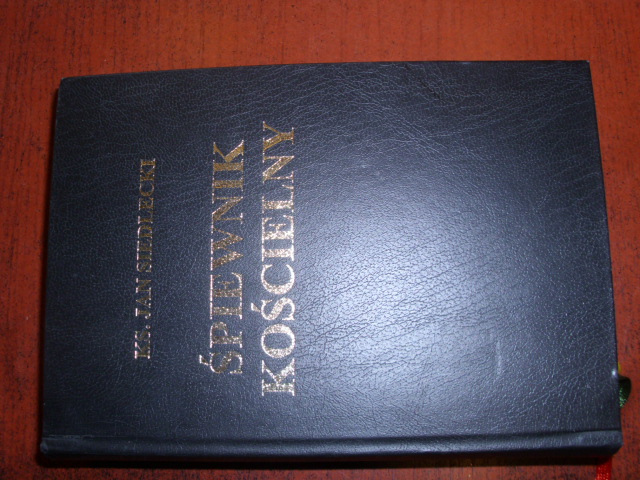 KS. JAN SIEDLECKI
ŚPIEWNIK
KOŚCIELNY